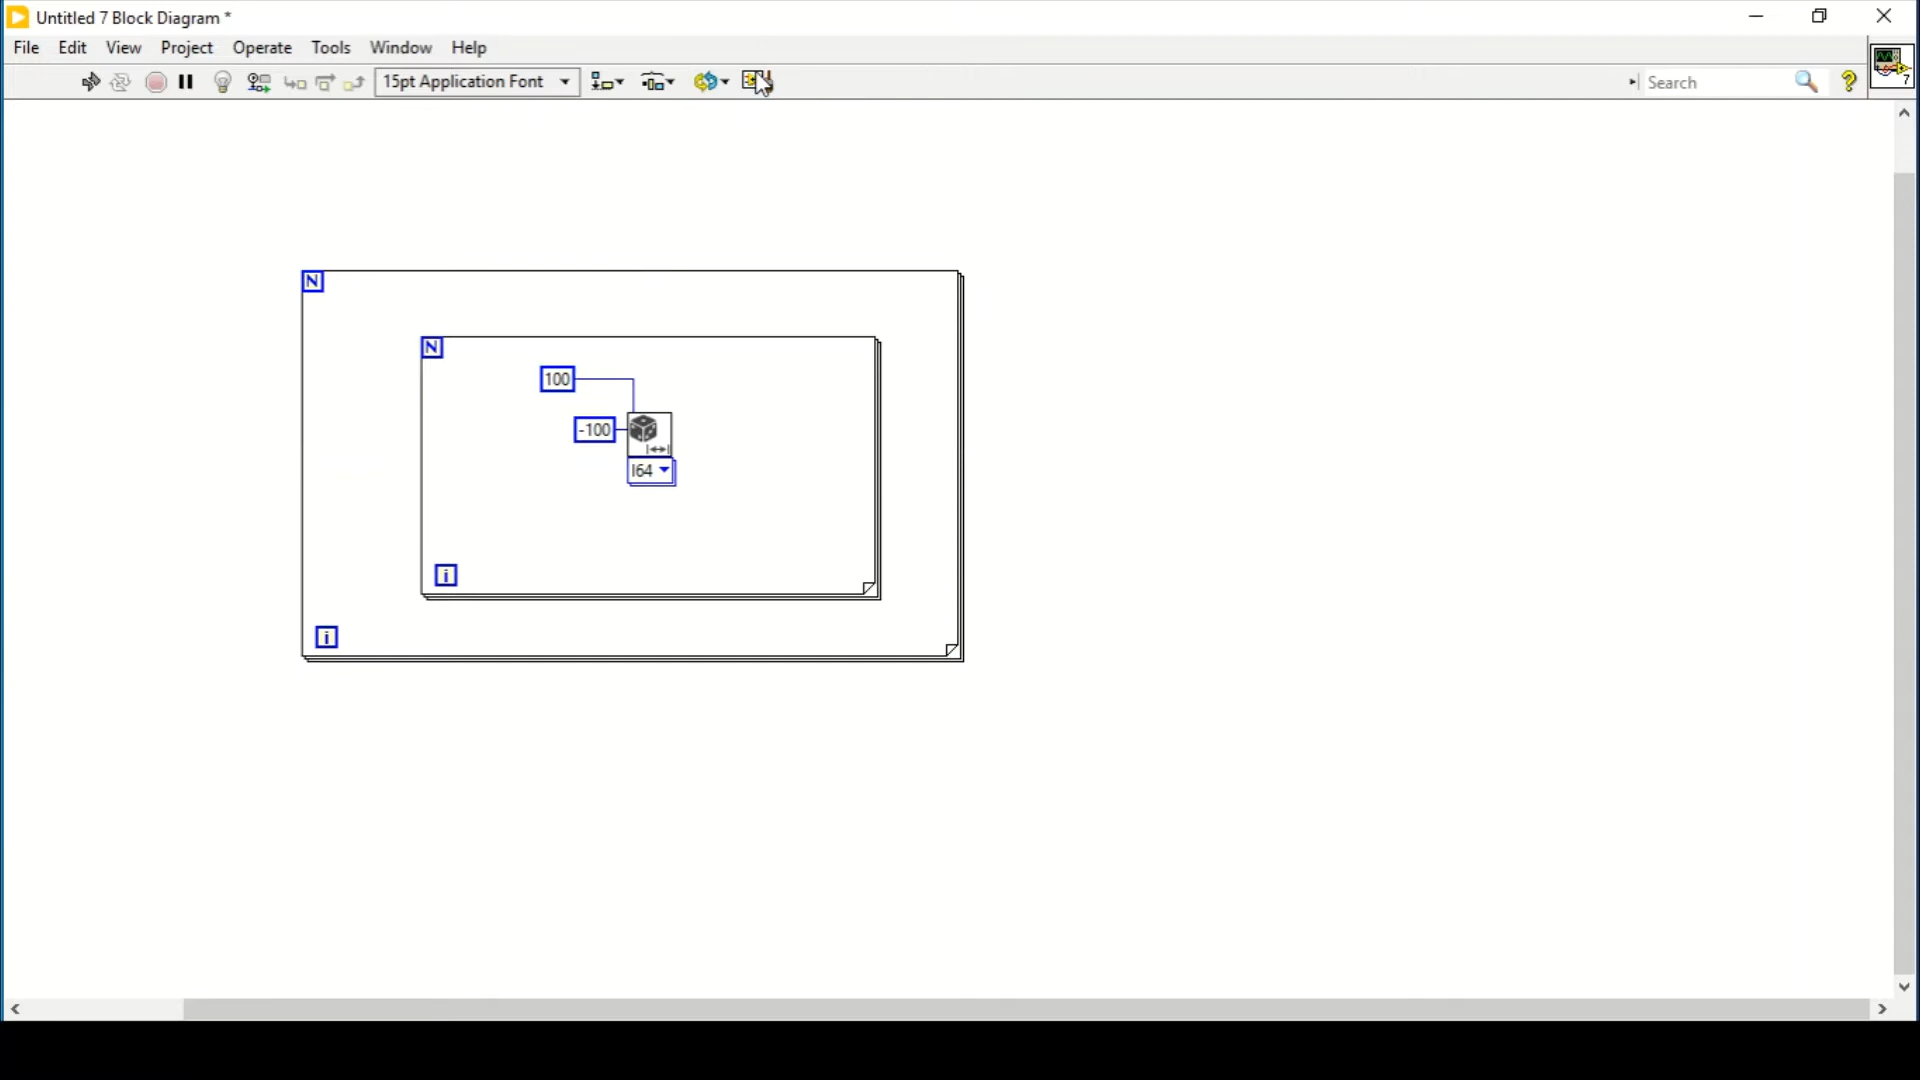 Untitled 7 Block Diagram *
File Edit View Project Operate Tools Window Help
15pt Application Font
Search
7
N
N
100
-100
I64
i
i